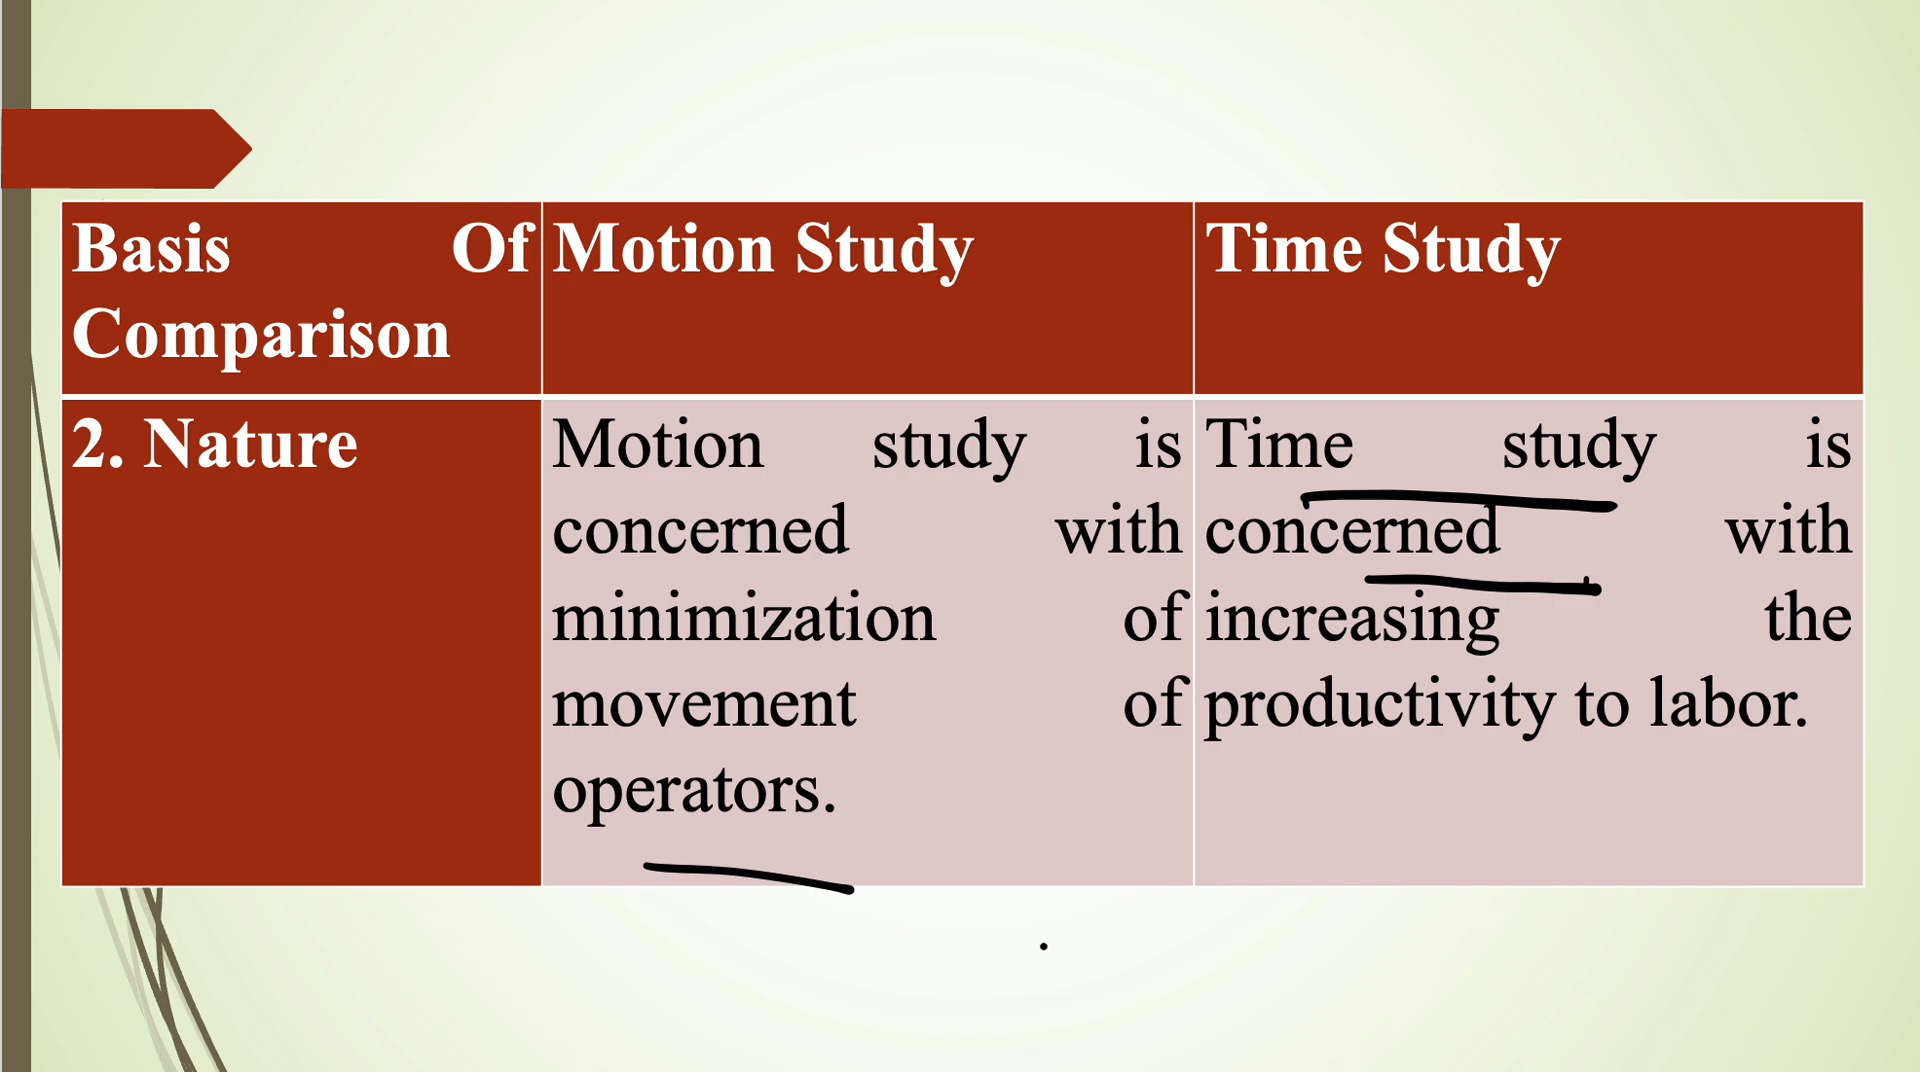 Basis Of Comparison
Motion Study
Time Study
2. Nature
Motion study is
concerned with
minimization of
movement of
operators.
Time study is
concerned with
increasing the
productivity to labor.